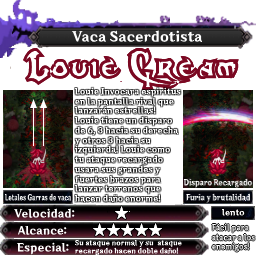 Vaca Sacerdotista
Louie Cream
Louie Invocara espiritus
en la pantalla rival que
lanzarán estrellas!
Louie tiene un disparo
de 6, 3 hacia su derecha
y otros 3 hacia su
izquierda! Louie como
tu ataque recargado
usara sus grandes y
fuertes brazos para
lanzar terrenos que
hacen daño enorme!
Letales Garras de vaca
Disparo Recargado
Furia y brutalidad
Velocidad:
lento
Alcance:
Especial:
Su ataque normal y su ataque
recargado hacen doble daño!
Fácil para
atacar a los
enemigos!